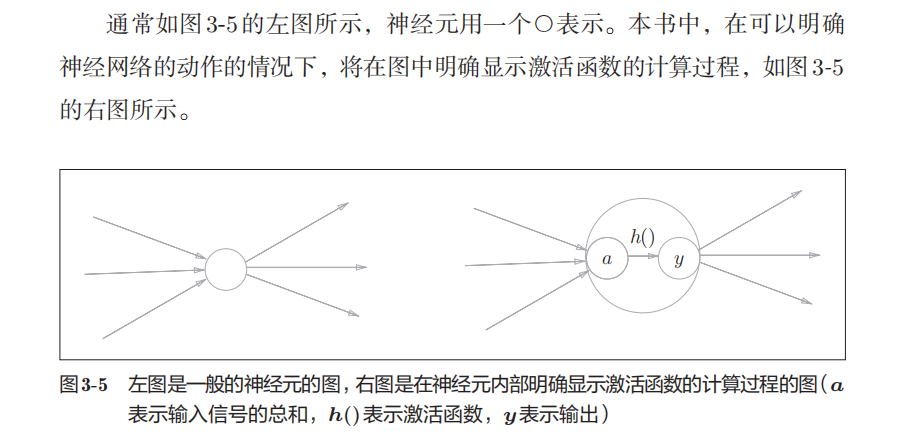 通常如图3-5的左图所示，神经元用一个○表示。本书中，在可以明确
神经网络的动作的情况下，将在图中明确显示激活函数的计算过程，如图3-5
的右图所示。
h()
a
y
图3-5 左图是一般的神经元的图，右图是在神经元内部明确显示激活函数的计算过程的图（a
表示输入信号的总和，h()表示激活函数，y表示输出）